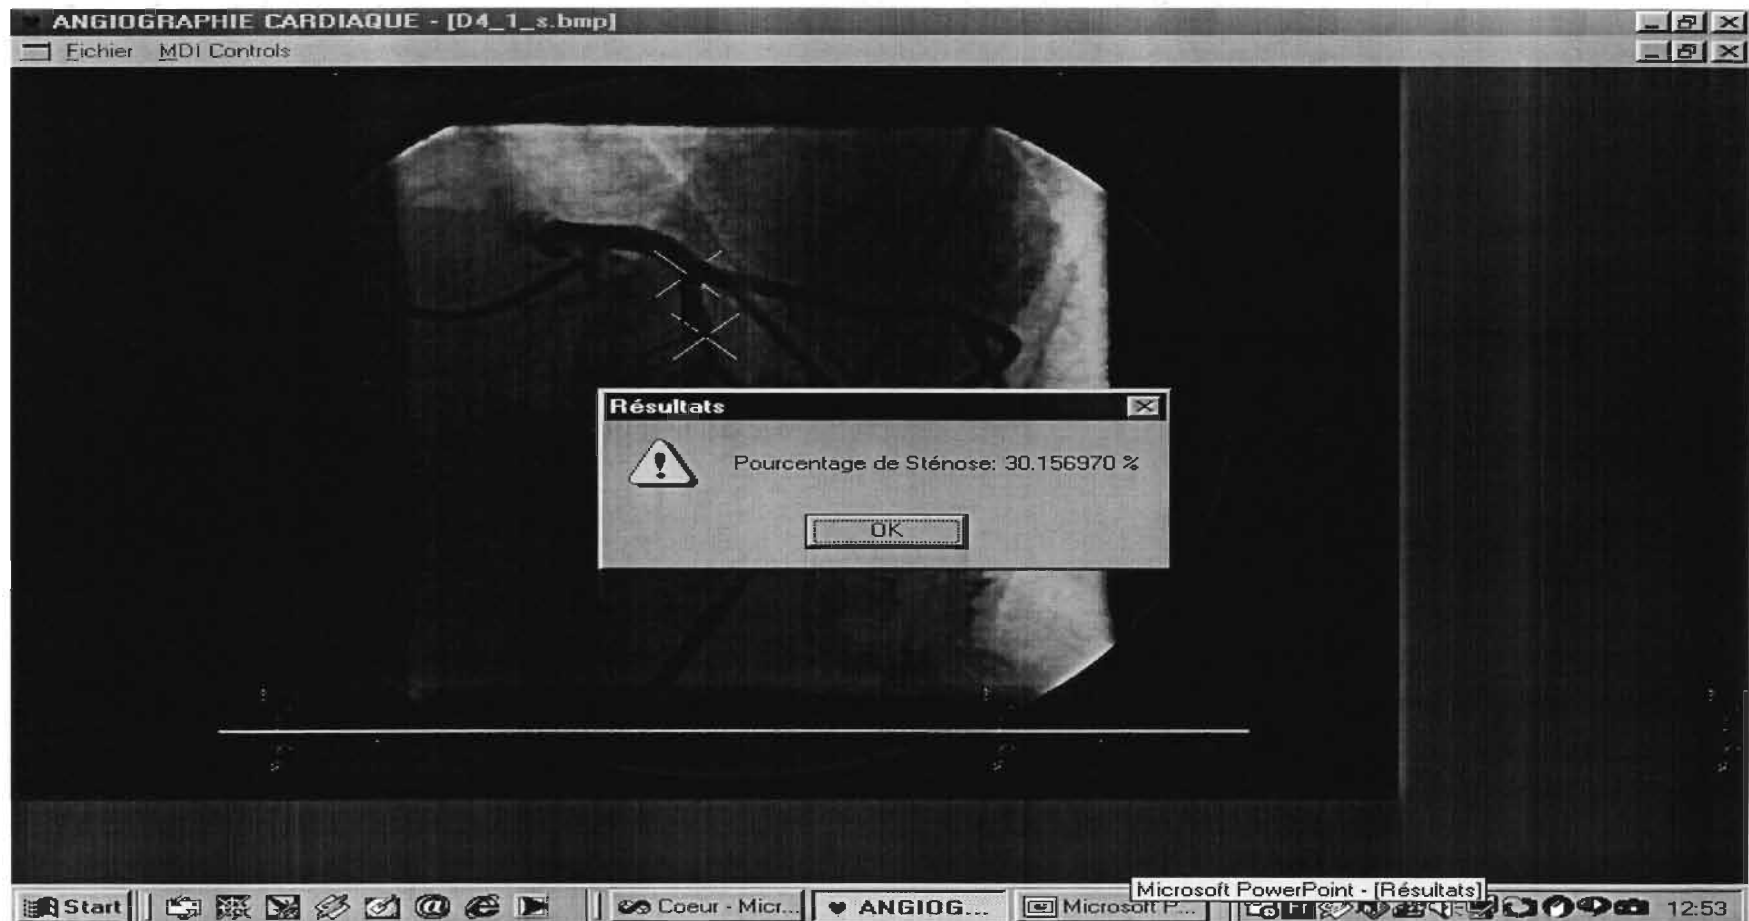 ANGIOGRAPHIE CARDIAQUE - [D4_1_s.bmp]
Fichier MDI Controls
Résultats
Pourcentage de Sténose: 30.156970 %
OK
Microsoft PowerPoint - [Résultats]
Start Coeur - Micr... ANGIOG... Microsoft P... Fr 12:53